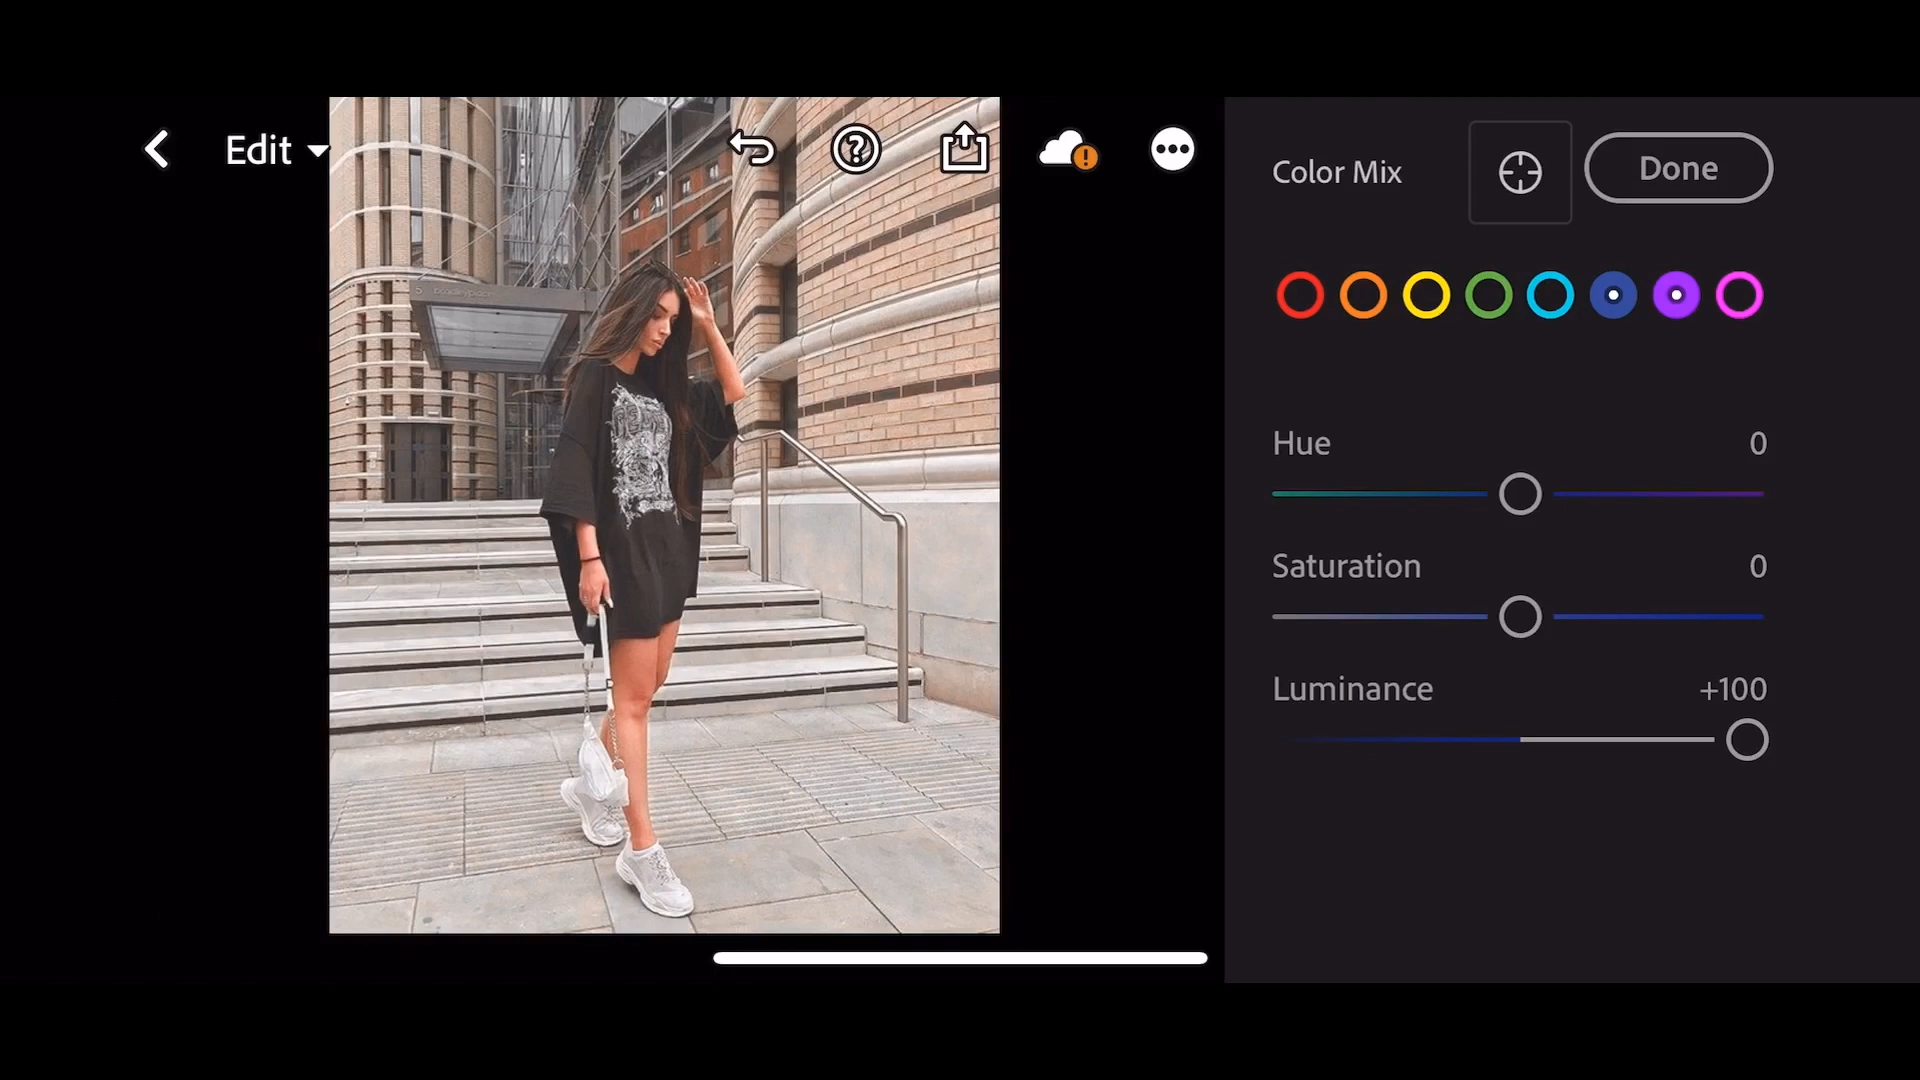 Edit
Color Mix
Done
Hue 0
Saturation 0
Luminance +100